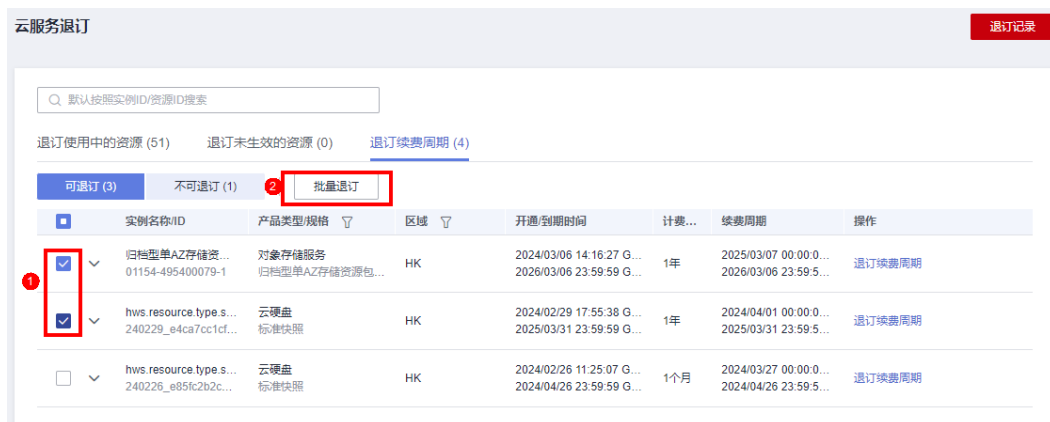 云服务退订
退订记录
默认按照实例ID/资源ID搜索
退订使用中的资源 (51) 退订未生效的资源 (0) 退订续费周期 (4)
可退订 (3) 不可退订 (1) 2 批量退订
实例名称/ID 产品类型/规格 区域 开通/到期时间 计费... 续费周期 操作
1
归档型单AZ存储资... 对象存储服务 HK 2024/03/06 14:16:27 G... 1年 2025/03/07 00:00:0... 退订续费周期
01154-495400079-1 归档型单AZ存储资源包... 2026/03/06 23:59:59 G... 2026/03/06 23:59:5...
hws.resource.type.s... 云硬盘 HK 2024/02/29 17:55:38 G... 1年 2024/04/01 00:00:0... 退订续费周期
240229_e4ca7cc1cf... 标准快照 2025/03/31 23:59:59 G... 2025/03/31 23:59:5...
hws.resource.type.s... 云硬盘 HK 2024/02/26 11:25:07 G... 1个月 2024/03/27 00:00:0... 退订续费周期
240226_e85fc2b2c... 标准快照 2024/04/26 23:59:59 G... 2024/04/26 23:59:5...